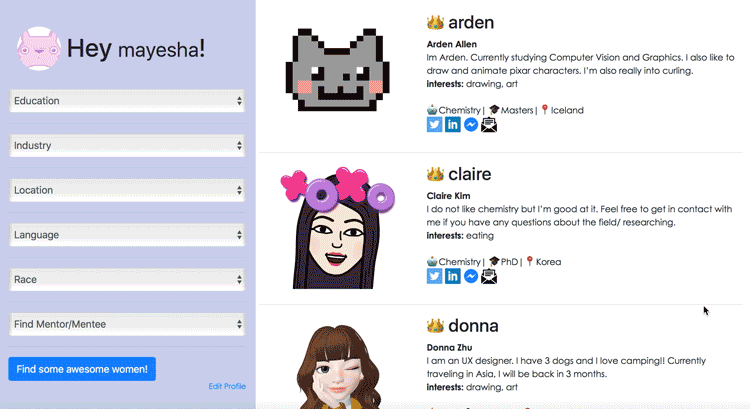 Hey mayesha!
Education
Industry
Location
Language
Race
Find Mentor/Mentee
Find some awesome women!
Edit Profile
arden
Arden Allen
Im Arden. Currently studying Computer Vision and Graphics. I also like to
draw and animate pixar characters. I'm also really into curling.
interests: drawing, art
Chemistry| Masters| Iceland
claire
Claire Kim
I do not like chemistry but I'm good at it. Feel free to get in contact with
me if you have any questions about the field/ researching.
interests: eating
Chemistry| PhD| Korea
donna
Donna Zhu
I am an UX designer. I have 3 dogs and I love camping!! Currently
traveling in Asia, I will be back in 3 months.
interests: drawing, art